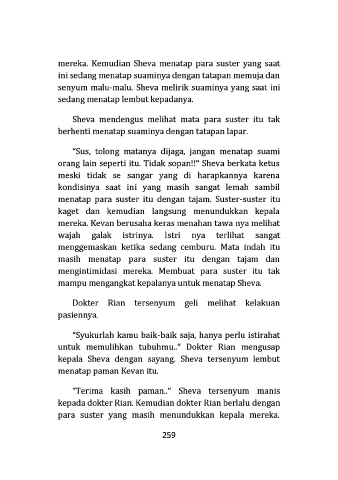 mereka. Kemudian Sheva menatap para suster yang saat
ini sedang menatap suaminya dengan tatapan memuja dan
senyum malu-malu. Sheva melirik suaminya yang saat ini
sedang menatap lembut kepadanya.
Sheva mendengus melihat mata para suster itu tak
berhenti menatap suaminya dengan tatapan lapar.
"Sus, tolong matanya dijaga, jangan menatap suami
orang lain seperti itu. Tidak sopan!!" Sheva berkata ketus
meski tidak se sangar yang di harapkannya karena
kondisinya saat ini yang masih sangat lemah sambil
menatap para suster itu dengan tajam. Suster-suster itu
kaget dan kemudian langsung menundukkan kepala
mereka. Kevan berusaha keras menahan tawa nya melihat
wajah galak istrinya. Istri nya terlihat sangat
menggemaskan ketika sedang cemburu. Mata indah itu
masih menatap para suster itu dengan tajam dan
mengintimidasi mereka. Membuat para suster itu tak
mampu mengangkat kepalanya untuk menatap Sheva.
Dokter Rian tersenyum geli melihat kelakuan
pasiennya.
"Syukurlah kamu baik-baik saja, hanya perlu istirahat
untuk memulihkan tubuhmu.." Dokter Rian mengusap
kepala Sheva dengan sayang. Sheva tersenyum lembut
menatap paman Kevan itu.
"Terima kasih paman.." Sheva tersenyum manis
kepada dokter Rian. Kemudian dokter Rian berlalu dengan
para suster yang masih menundukkan kepala mereka.
259